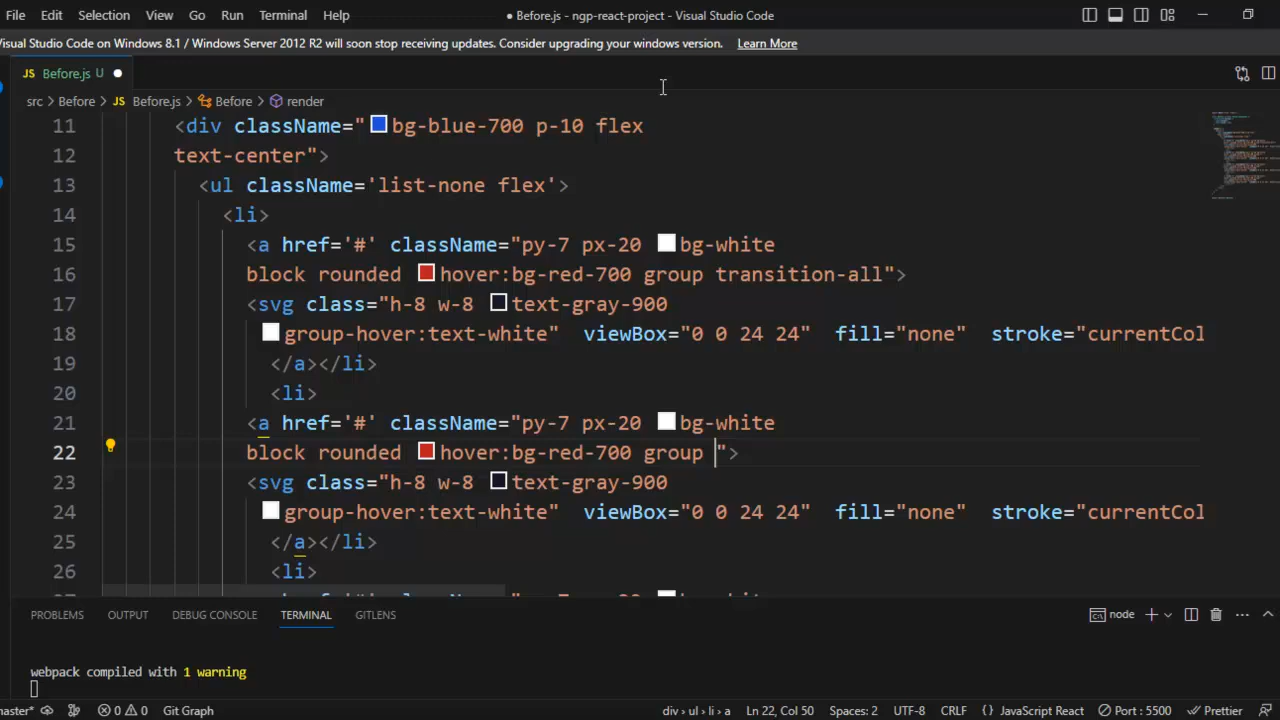 File Edit Selection View Go Run Terminal Help
● Before.js - ngp-react-project - Visual Studio Code
Visual Studio Code on Windows 8.1 / Windows Server 2012 R2 will soon stop receiving updates. Consider upgrading your windows version. Learn More
JS Before.js U
src > Before > JS Before.js > Before > render
11 <div className="bg-blue-700 p-10 flex
12 text-center">
13 <ul className='list-none flex'>
14 <li>
15 <a href='#' className="py-7 px-20 bg-white
16 block rounded hover:bg-red-700 group transition-all">
17 <svg class="h-8 w-8 text-gray-900
18 group-hover:text-white" viewBox="0 0 24 24" fill="none" stroke="currentCol
19 </a></li>
20 <li>
21 <a href='#' className="py-7 px-20 bg-white
22 block rounded hover:bg-red-700 group ">
23 <svg class="h-8 w-8 text-gray-900
24 group-hover:text-white" viewBox="0 0 24 24" fill="none" stroke="currentCol
25 </a></li>
26 <li>
PROBLEMS OUTPUT DEBUG CONSOLE TERMINAL GITLENS
node
webpack compiled with 1 warning
master* 0 0 Git Graph
div > ul > li > a Ln 22, Col 50 Spaces: 2 UTF-8 CRLF {} JavaScript React Port : 5500 Prettier